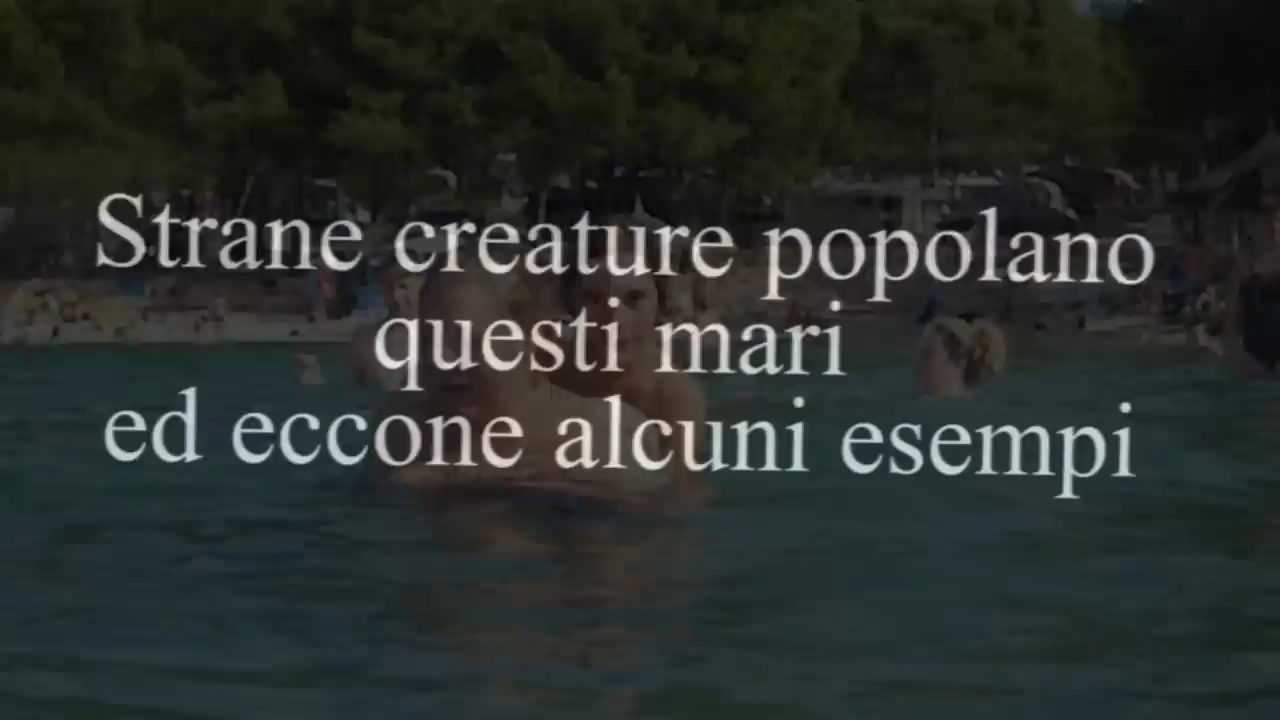 Strane creature popolano
questi mari
ed eccone alcuni esempi